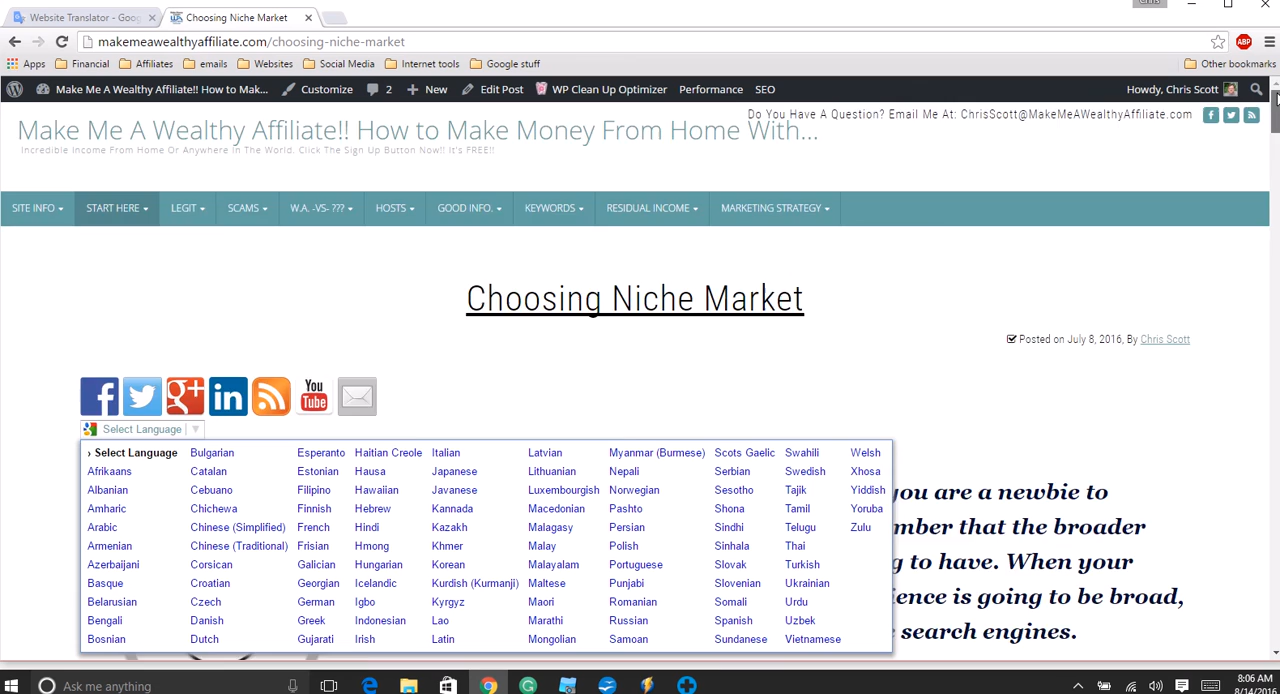 Chris
Website Translator - Goog
Choosing Niche Market
makemeawealthyaffiliate.com/choosing-niche-market
ABP
Apps Financial Affiliates emails Websites Social Media Internet tools Google stuff Other bookmarks
Make Me A Wealthy Affiliate!! How to Mak... Customize 2 New Edit Post WP Clean Up Optimizer Performance SEO Howdy, Chris Scott
Do You Have A Question? Email Me At: ChrisScott@MakeMeAWealthyAffiliate.com
Make Me A Wealthy Affiliate!! How to Make Money From Home With...
Incredible Income From Home Or Anywhere in The World. Click The Sign Up Button Now!! It's FREE!!
SITE INFO START HERE LEGIT SCAMS W.A. -VS- ??? HOSTS GOOD INFO. KEYWORDS RESIDUAL INCOME MARKETING STRATEGY
Choosing Niche Market
Posted on July 8, 2016, By Chris Scott
f g+ in You Tube
Select Language
› Select Language Bulgarian Esperanto Haitian Creole Italian Latvian Myanmar (Burmese) Scots Gaelic Swahili Welsh
Afrikaans Catalan Estonian Hausa Japanese Lithuanian Nepali Serbian Swedish Xhosa
Albanian Cebuano Filipino Hawaiian Javanese Luxembourgish Norwegian Sesotho Tajik Yiddish
Amharic Chichewa Finnish Hebrew Kannada Macedonian Pashto Shona Tamil Yoruba
Arabic Chinese (Simplified) French Hindi Kazakh Malagasy Persian Sindhi Telugu Zulu
Armenian Chinese (Traditional) Frisian Hmong Khmer Malay Polish Sinhala Thai
Azerbaijani Corsican Galician Hungarian Korean Malayalam Portuguese Slovak Turkish
Basque Croatian Georgian Icelandic Kurdish (Kurmanji) Maltese Punjabi Slovenian Ukrainian
Belarusian Czech German Igbo Kyrgyz Maori Romanian Somali Urdu
Bengali Danish Greek Indonesian Lao Marathi Russian Spanish Uzbek
Bosnian Dutch Gujarati Irish Latin Mongolian Samoan Sundanese Vietnamese
you are a newbie to
mber that the broader
g to have. When your
ience is going to be broad,
search engines.
Ask me anything
8:06 AM
8/14/2016